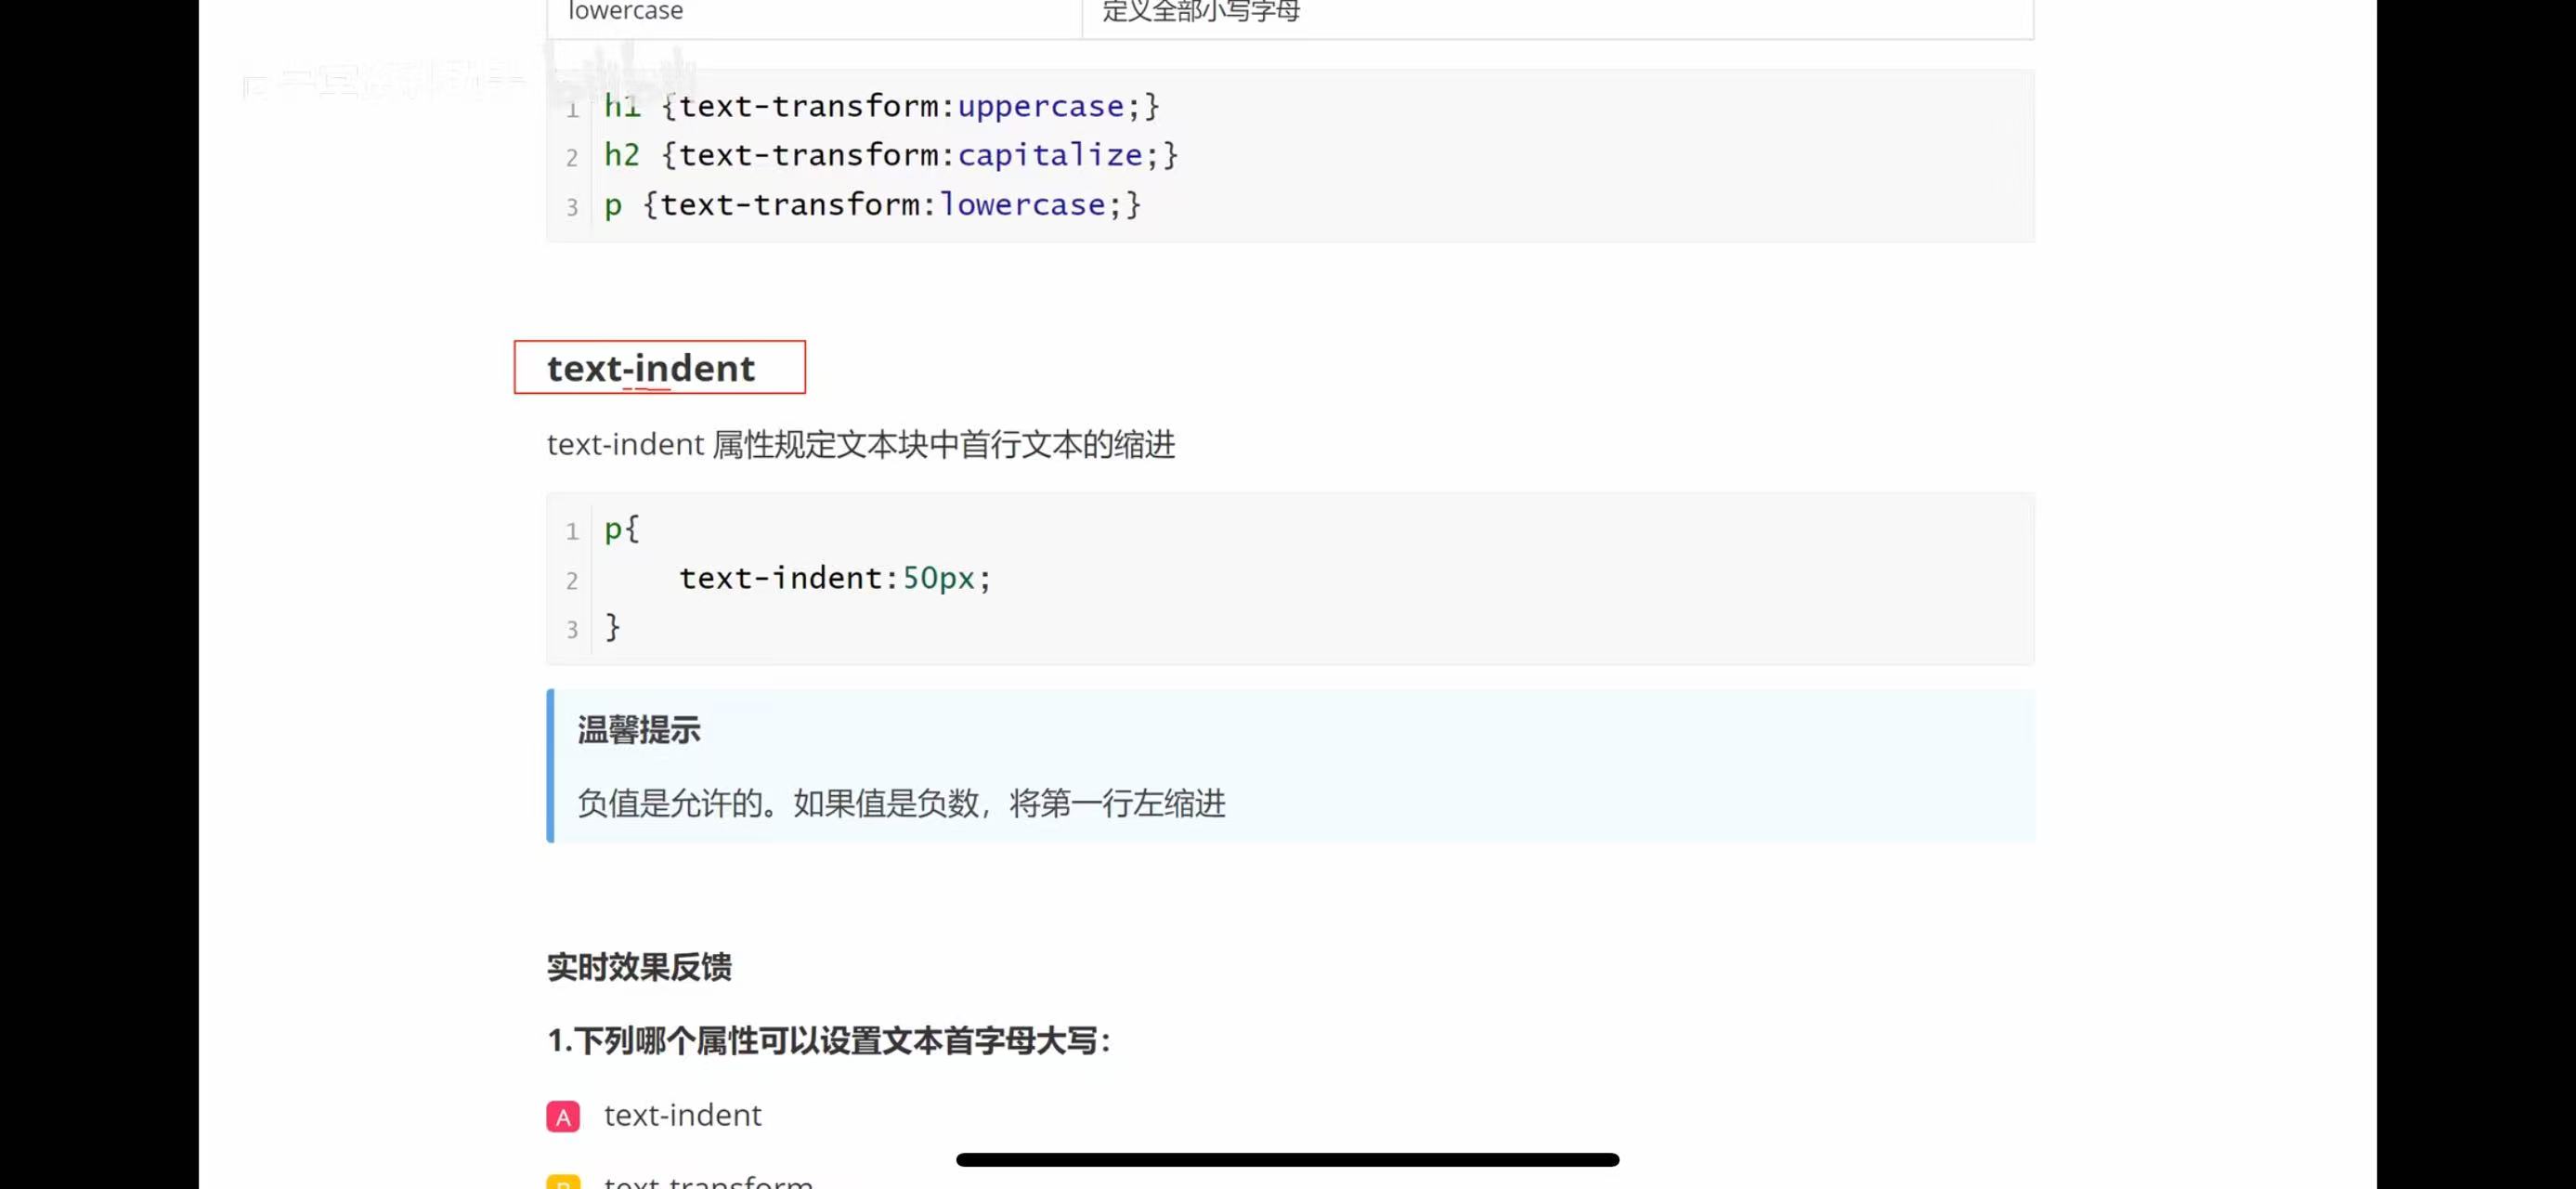 lowercase 定义全部小写字母
1 h1 {text-transform:uppercase;}
2 h2 {text-transform:capitalize;}
3 p {text-transform:lowercase;}
text-indent
text-indent 属性规定文本块中首行文本的缩进
1 p{
2 text-indent:50px;
3 }
温馨提示
负值是允许的。如果值是负数，将第一行左缩进
实时效果反馈
1.下列哪个属性可以设置文本首字母大写：
A text-indent
B text-transform